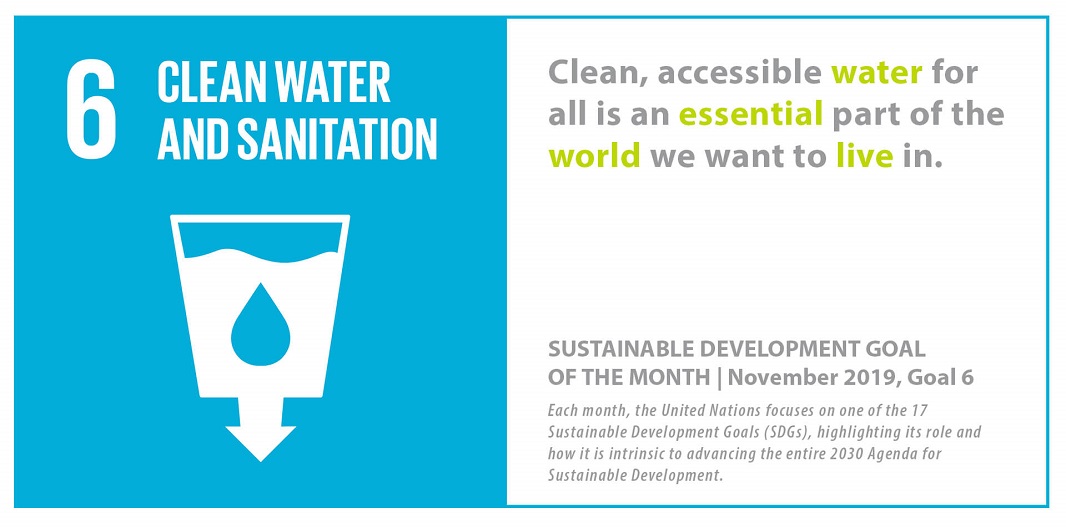 6
CLEAN WATER
AND SANITATION
Clean, accessible water for
all is an essential part of the
world we want to live in.
SUSTAINABLE DEVELOPMENT GOAL
OF THE MONTH | November 2019, Goal 6
Each month, the United Nations focuses on one of the 17
Sustainable Development Goals (SDGs), highlighting its role and
how it is intrinsic to advancing the entire 2030 Agenda for
Sustainable Development.